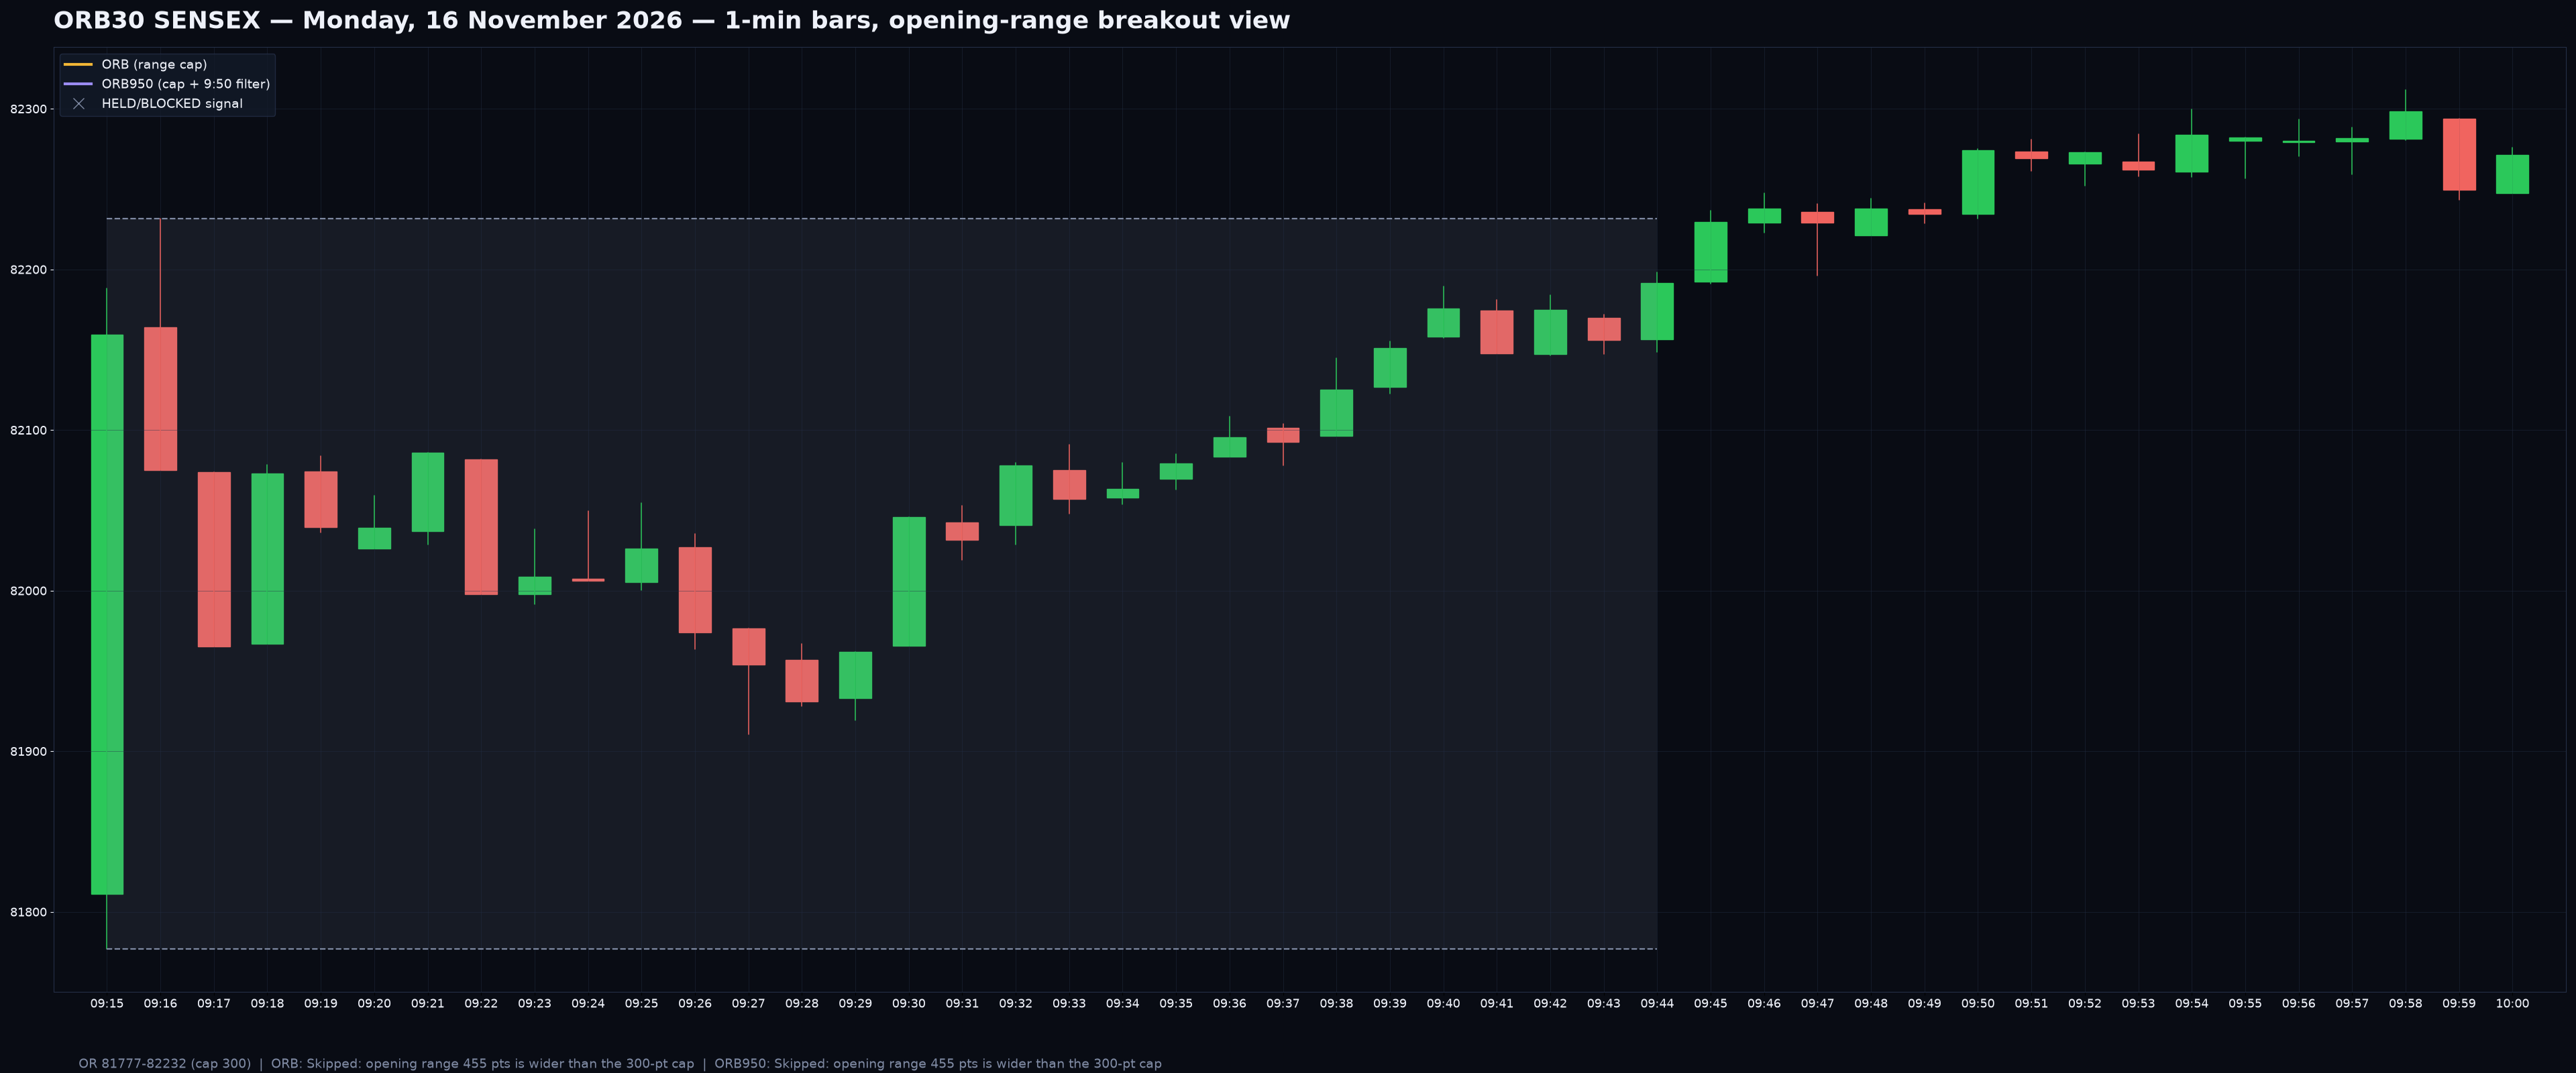 ORB30 SENSEX — Monday, 16 November 2026 — 1-min bars, opening-range breakout view
ORB (range cap)
ORB950 (cap + 9:50 filter)
HELD/BLOCKED signal
82300
82200
82100
82000
81900
81800
09:15 09:16 09:17 09:18 09:19 09:20 09:21 09:22 09:23 09:24 09:25 09:26 09:27 09:28 09:29 09:30 09:31 09:32 09:33 09:34 09:35 09:36 09:37 09:38 09:39 09:40 09:41 09:42 09:43 09:44 09:45 09:46 09:47 09:48 09:49 09:50 09:51 09:52 09:53 09:54 09:55 09:56 09:57 09:58 09:59 10:00
OR 81777-82232 (cap 300) | ORB: Skipped: opening range 455 pts is wider than the 300-pt cap | ORB950: Skipped: opening range 455 pts is wider than the 300-pt cap